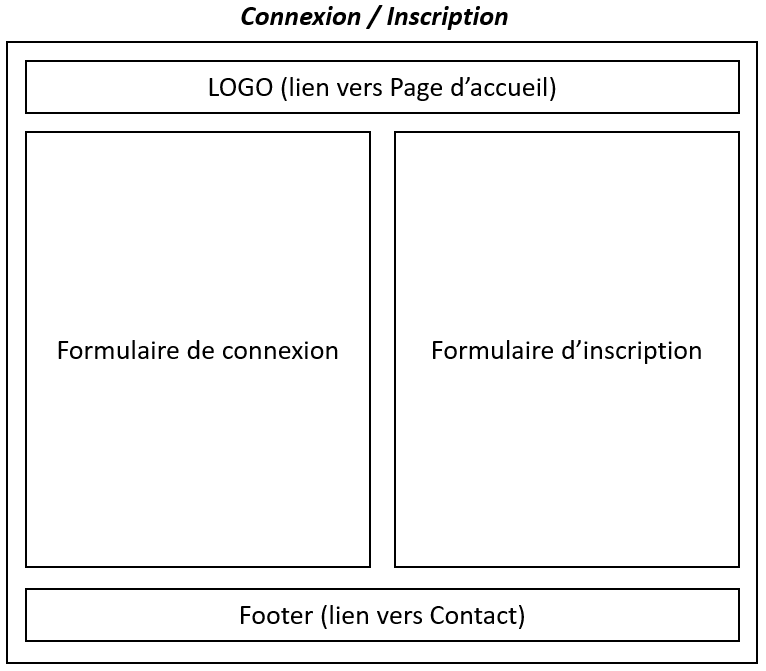 Connexion / Inscription
LOGO (lien vers Page d’accueil)
Formulaire de connexion
Formulaire d’inscription
Footer (lien vers Contact)